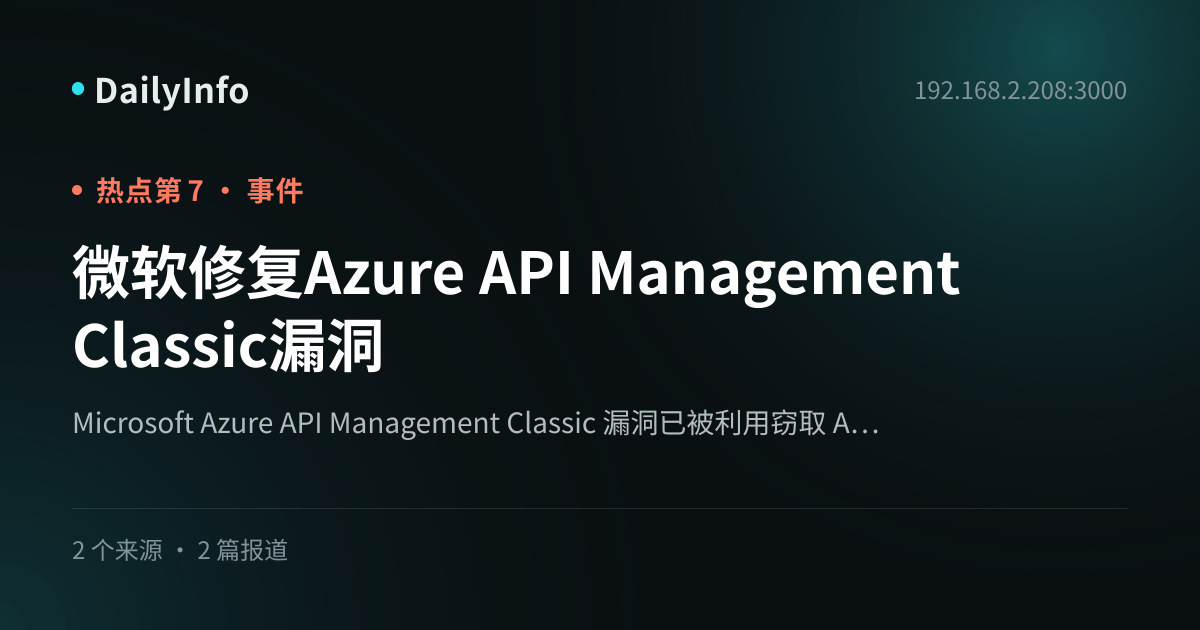 DailyInfo
192.168.2.208:3000
热点第 7 · 事件
微软修复Azure API Management
Classic漏洞
Microsoft Azure API Management Classic 漏洞已被利用窃取 A…
2 个来源 · 2 篇报道